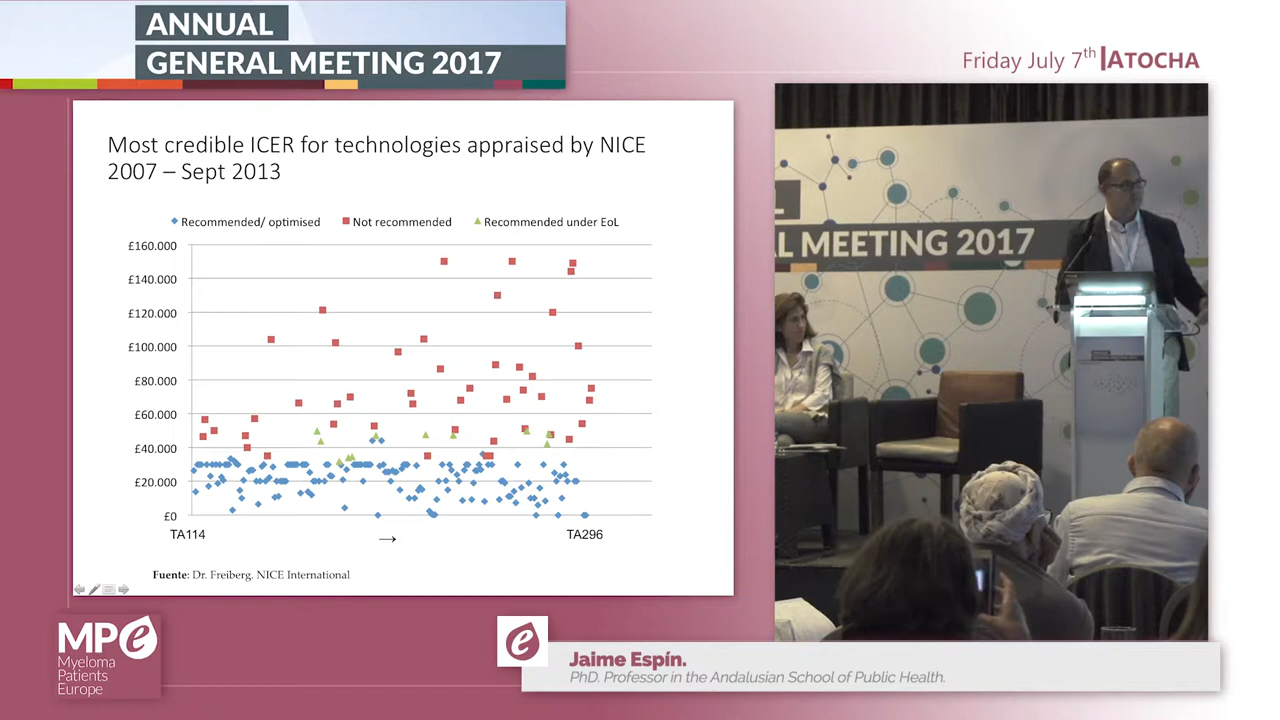 ANNUAL
GENERAL MEETING 2017
Friday July 7th |ATOCHA
Most credible ICER for technologies appraised by NICE
2007 – Sept 2013
Recommended/ optimised
Not recommended
Recommended under EoL
£160.000
£140.000
£120.000
£100.000
£80.000
£60.000
£40.000
£20.000
£0
TA114
→
TA296
Fuente: Dr. Freiberg. NICE International
L MEETING 2017
MPe
Myeloma
Patients
Europe
e
Jaime Espín.
PhD. Professor in the Andalusian School of Public Health.